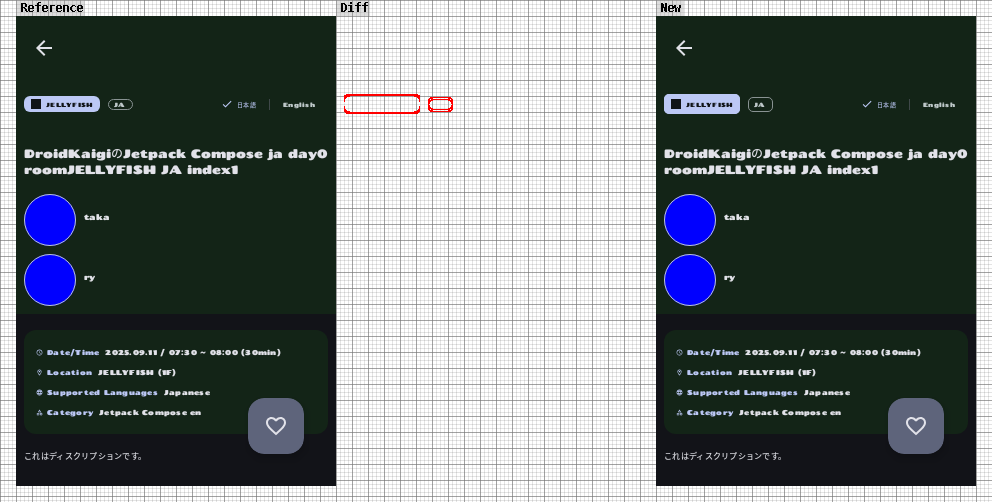 Reference
Diff
New
JELLYFISH JA 日本語 English
DroidKaigiのJetpack Compose ja day0
roomJELLYFISH JA index1
taka
ry
Date/Time 2025.09.11 / 07:30 ~ 08:00 (30min)
Location JELLYFISH (1F)
Supported Languages Japanese
Category Jetpack Compose en
これはディスクリプションです。
JELLYFISH JA 日本語 English
DroidKaigiのJetpack Compose ja day0
roomJELLYFISH JA index1
taka
ry
Date/Time 2025.09.11 / 07:30 ~ 08:00 (30min)
Location JELLYFISH (1F)
Supported Languages Japanese
Category Jetpack Compose en
これはディスクリプションです。